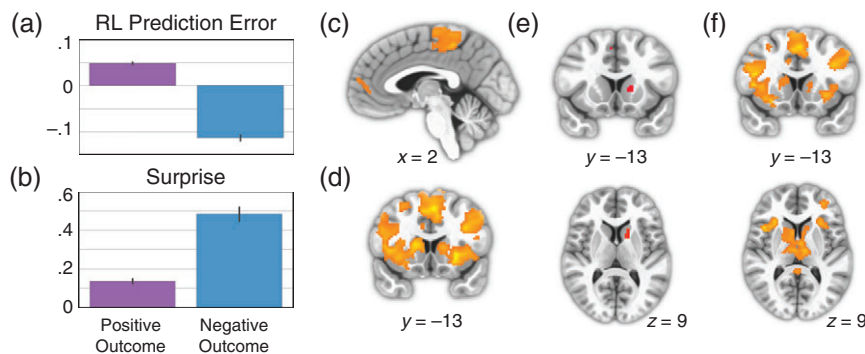 (a)
RL Prediction Error
.1
0
–.1
(b)
Surprise
.6
.4
.2
0
Positive
Outcome
Negative
Outcome
(c)
x = 2
(d)
y = –13
(e)
y = –13
z = 9
(f)
y = –13
z = 9